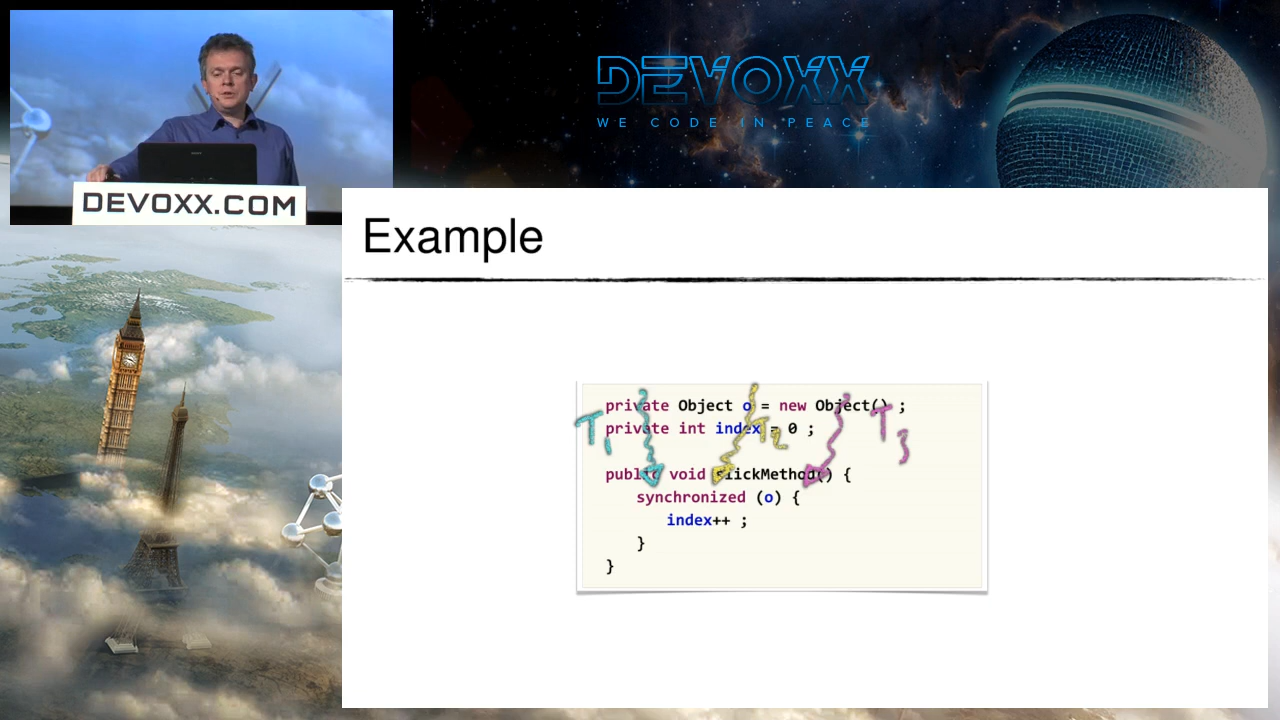 DEVOXX
WE CODE IN PEACE
DEVOXX.COM
Example
private Object o = new Object() ;
private int index = 0 ;
T1
T2
T3
public void slickMethod() {
synchronized (o) {
index++ ;
}
}